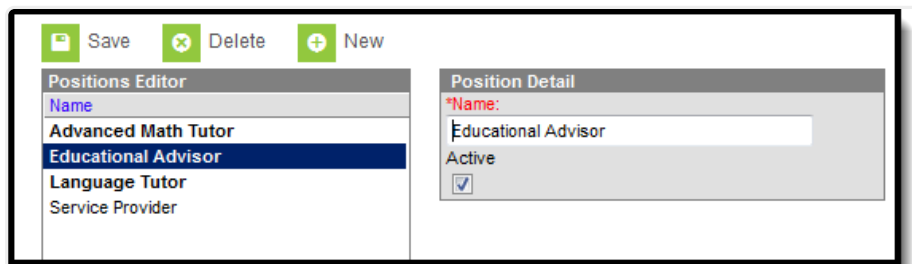 Save Delete New
Positions Editor
Name
Advanced Math Tutor
Educational Advisor
Language Tutor
Service Provider
Position Detail
*Name:
Educational Advisor
Active